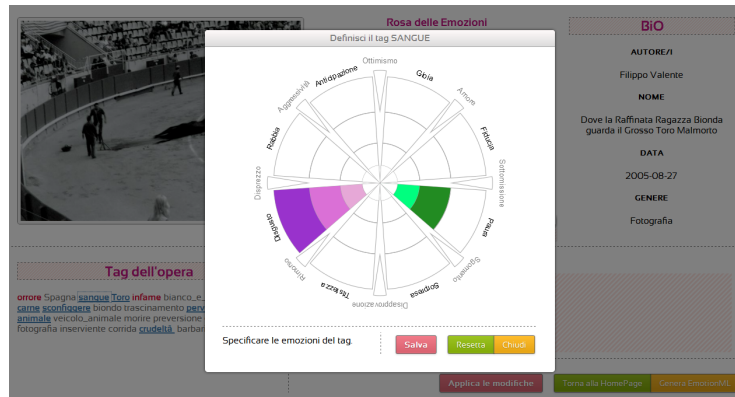 Rosa delle Emozioni
BiO
Definisci il tag SANGUE
AUTORE/I
Filippo Valente
NOME
Dove la Raffinata Ragazza Bionda
guarda il Grosso Toro Malmorto
DATA
2005-08-27
GENERE
Fotografia
Ottimismo
Anticipazione
Gioia
Aggressività
Amore
Rabbia
Fiducia
Disprezzo
Sottomissione
Disgusto
Paura
Rimorso
Sgomento
Tristezza
Sorpresa
Disapprovazione
Tag dell'opera
orrore Spagna sangue Toro infame bianco_e_
carne sconfiggere biondo trascinamento
animale veicolo_animale morire preversione
fotografia inserviente corrida crudeltà
Specificare le emozioni del tag.
Salva
Resetta
Chiudi
Applica le modifiche
Torna alla HomePage
Genera EmotionML